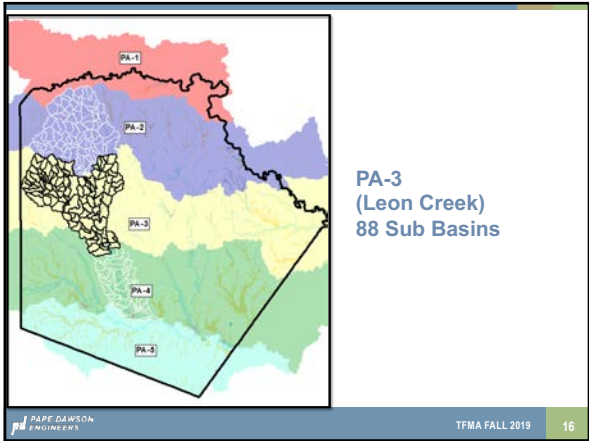 PA-1
PA-2
PA-3
PA-4
PA-5
PA-3
(Leon Creek)
88 Sub Basins
pd PAPE-DAWSON
ENGINEERS
TFMA FALL 2019
16